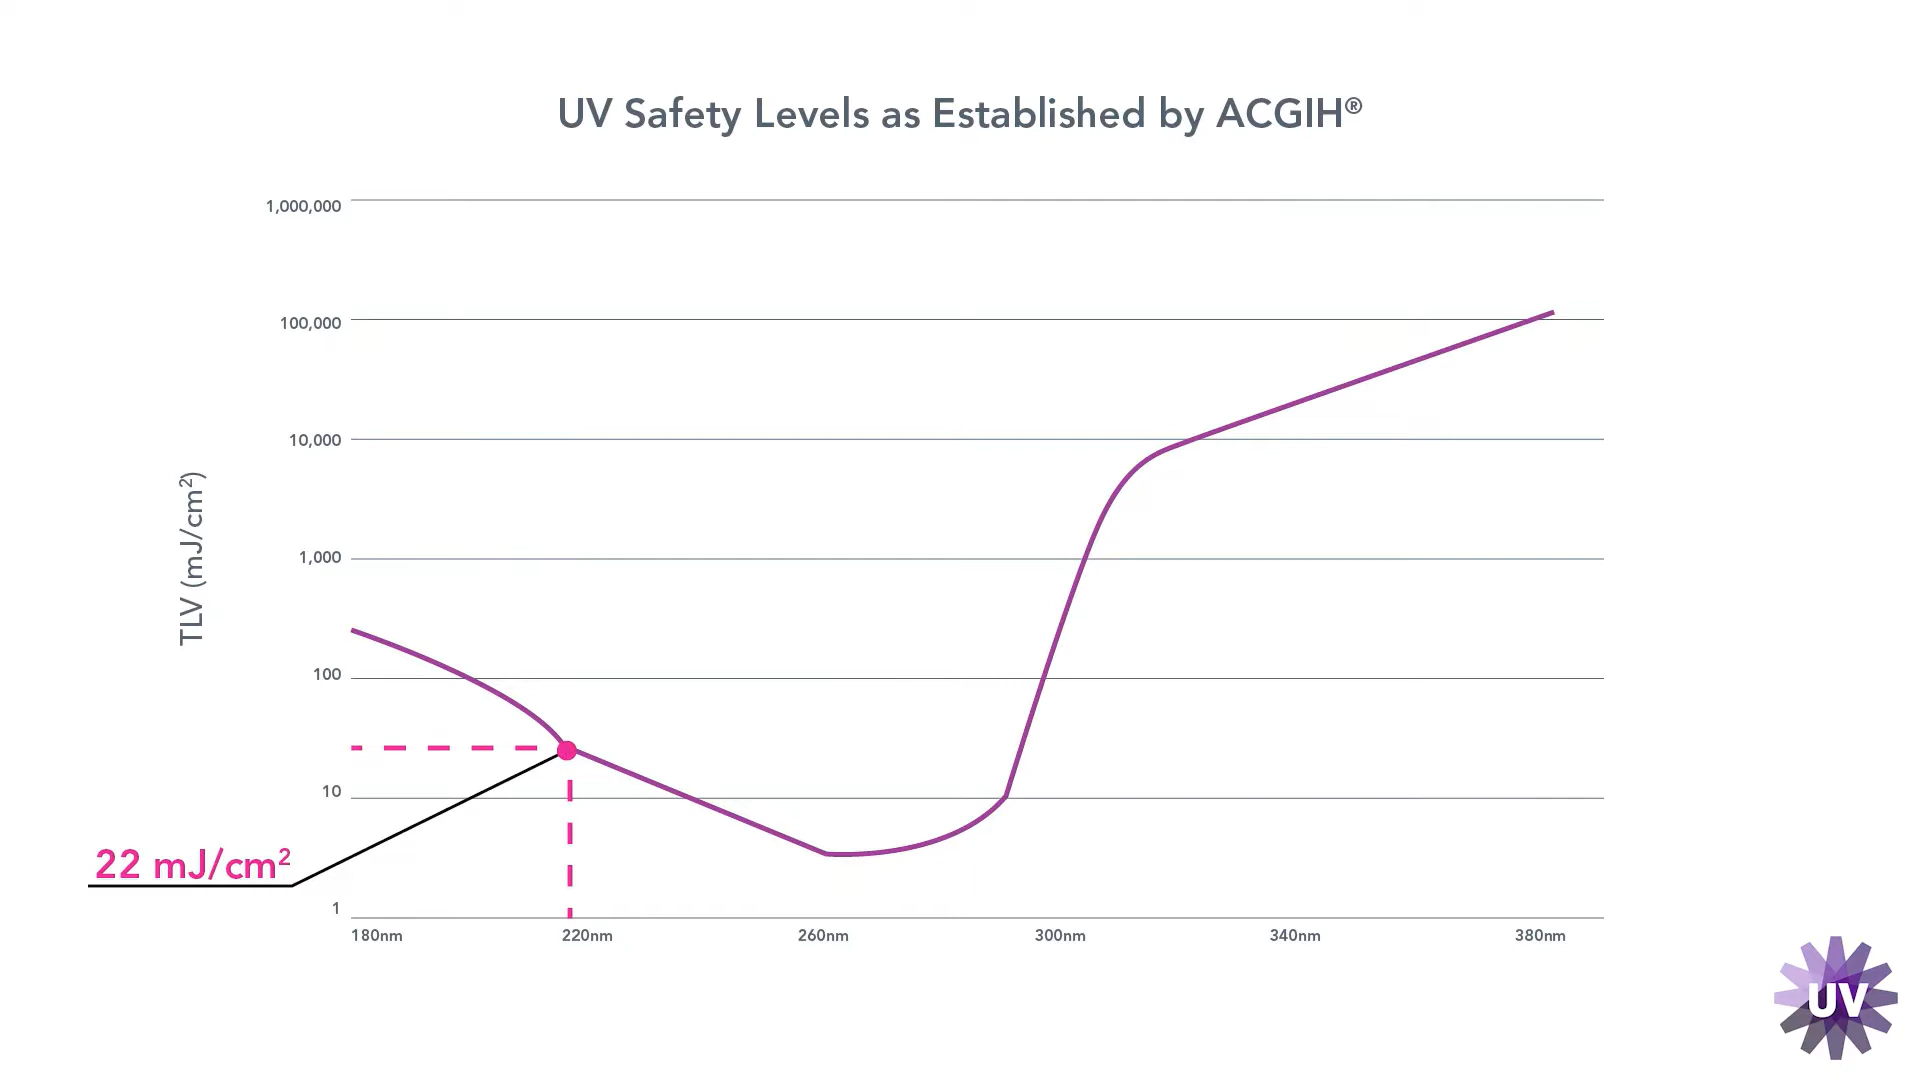 UV Safety Levels as Established by ACGIH®
1,000,000
100,000
10,000
1,000
100
10
1
TLV (mJ/cm²)
22 mJ/cm²
180nm 220nm 260nm 300nm 340nm 380nm
UV